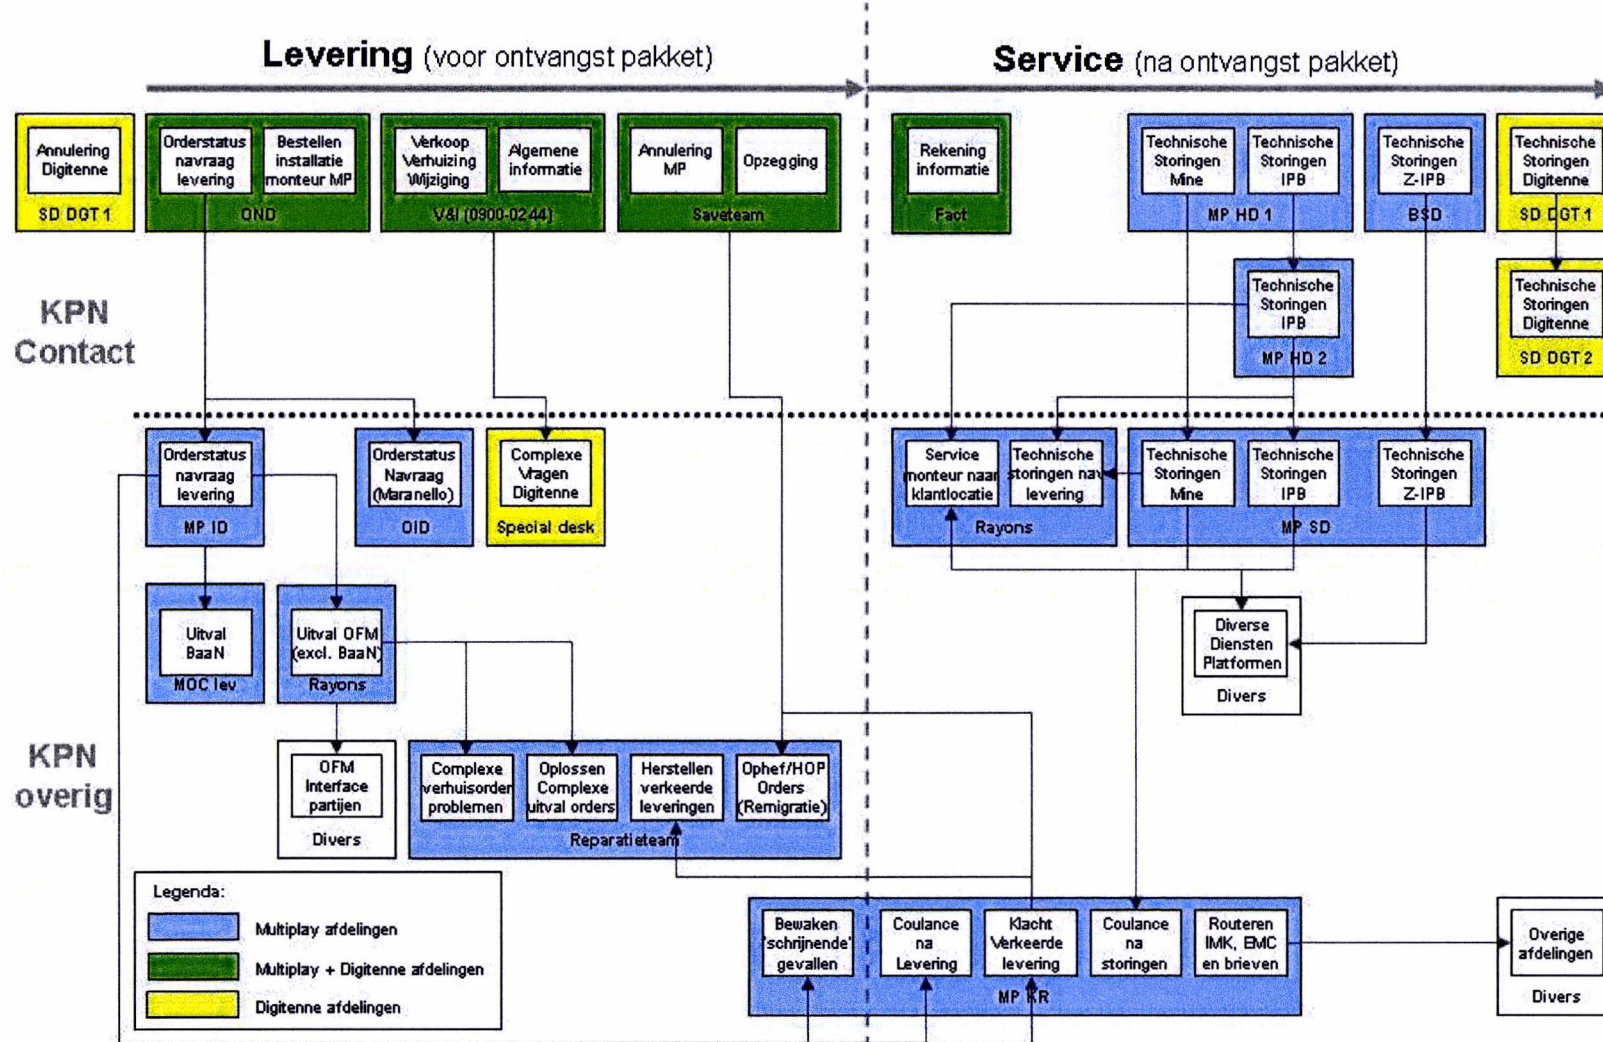 Levering (voor ontvangst pakket)
Service (na ontvangst pakket)
Annulering
Digitenne
SD DGT 1
Orderstatus
navraag
levering
Bestellen
installatie
monteur MP
OND
Verkoop
Verhuizing
Wijziging
Algemene
informatie
V&I (0900-0244)
Annulering
MP
Opzegging
Saveteam
Rekening
informatie
Fact
Technische
Storingen
Mine
Technische
Storingen
IPB
MP HD 1
Technische
Storingen
Z-IPB
BSD
Technische
Storingen
Digitenne
SD DGT 1
KPN
Contact
Technische
Storingen
IPB
MP HD 2
Technische
Storingen
Digitenne
SD DGT 2
Orderstatus
navraag
levering
MP ID
Orderstatus
Navraag
(Maranello)
OID
Complexe
Vragen
Digitenne
Special desk
Service
monteur naar
klantlocatie
Technische
storingen nav
levering
Rayons
Technische
Storingen
Mine
Technische
Storingen
IPB
Technische
Storingen
Z-IPB
MP SD
Uitval
BaaN
MOC lev
Uitval OFM
(excl. BaaN)
Rayons
Diverse
Diensten
Platformen
Divers
KPN
overig
OFM
Interface
partijen
Divers
Complexe
verhuisorder
problemen
Oplossen
Complexe
uitval orders
Herstellen
verkeerde
leveringen
Ophef/HOP
Orders
(Remigratie)
Reparatieteam
Legenda:
Multiplay afdelingen
Multiplay + Digitenne afdelingen
Digitenne afdelingen
Bewaken
'schrijnende'
gevallen
Coulance
na
Levering
Klacht
Verkeerde
levering
Coulance
na
storingen
Routeren
IMK, EMC
en brieven
MP KR
Overige
afdelingen
Divers